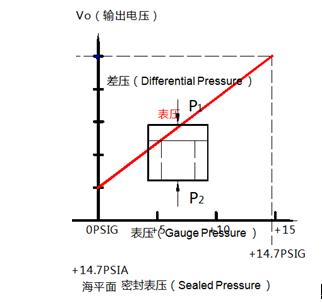 Vo（输出电压）
差压（Differential Pressure）
P1
表压
P2
0PSIG +5 +10 +15
表压（Gauge Pressure）
+14.7PSIG
+14.7PSIA
海平面 密封表压（Sealed Pressure）